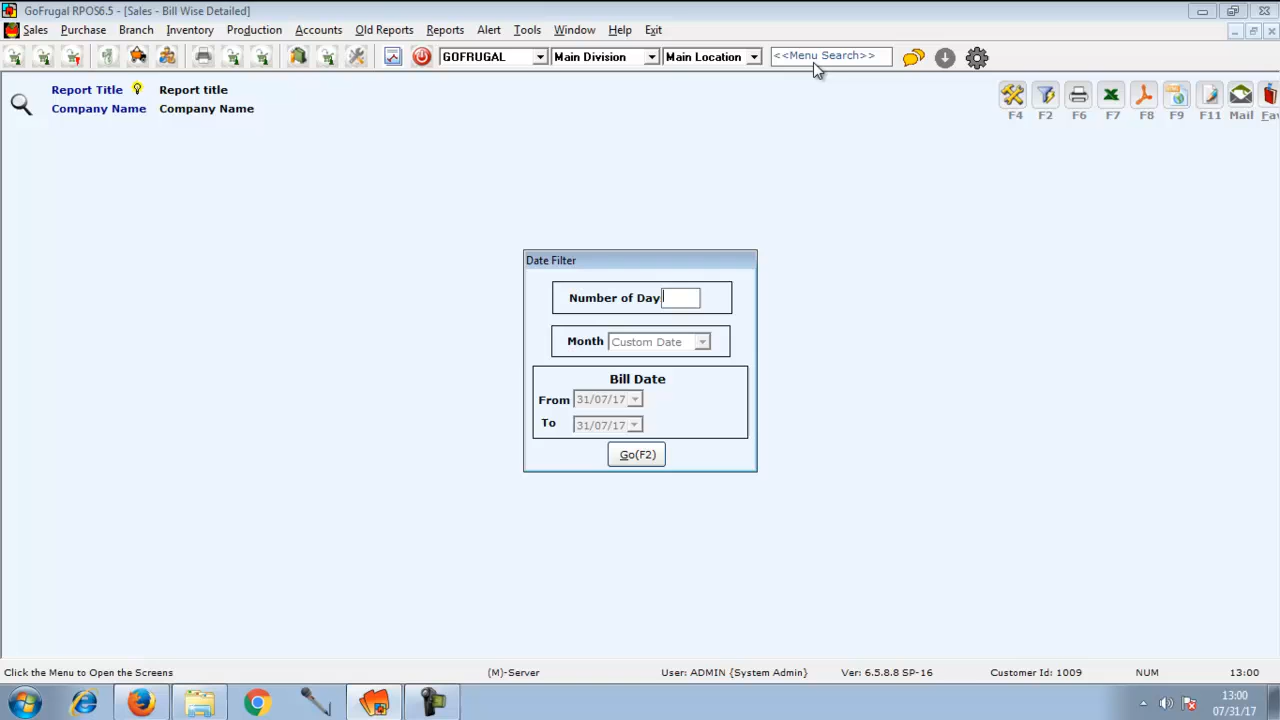 GoFrugal RPOS6.5 - [Sales - Bill Wise Detailed]
Sales Purchase Branch Inventory Production Accounts Old Reports Reports Alert Tools Window Help Exit
GOFRUGAL Main Division Main Location <<Menu Search>>
Report Title Report title
Company Name Company Name
F4 F2 F6 F7 F8 F9 F11 Mail Fav
Date Filter
Number of Day
Month Custom Date
Bill Date
From 31/07/17
To 31/07/17
Go(F2)
Click the Menu to Open the Screens (M)-Server User: ADMIN {System Admin} Ver: 6.5.8.8 SP-16 Customer Id: 1009 NUM 13:00
13:00
07/31/17